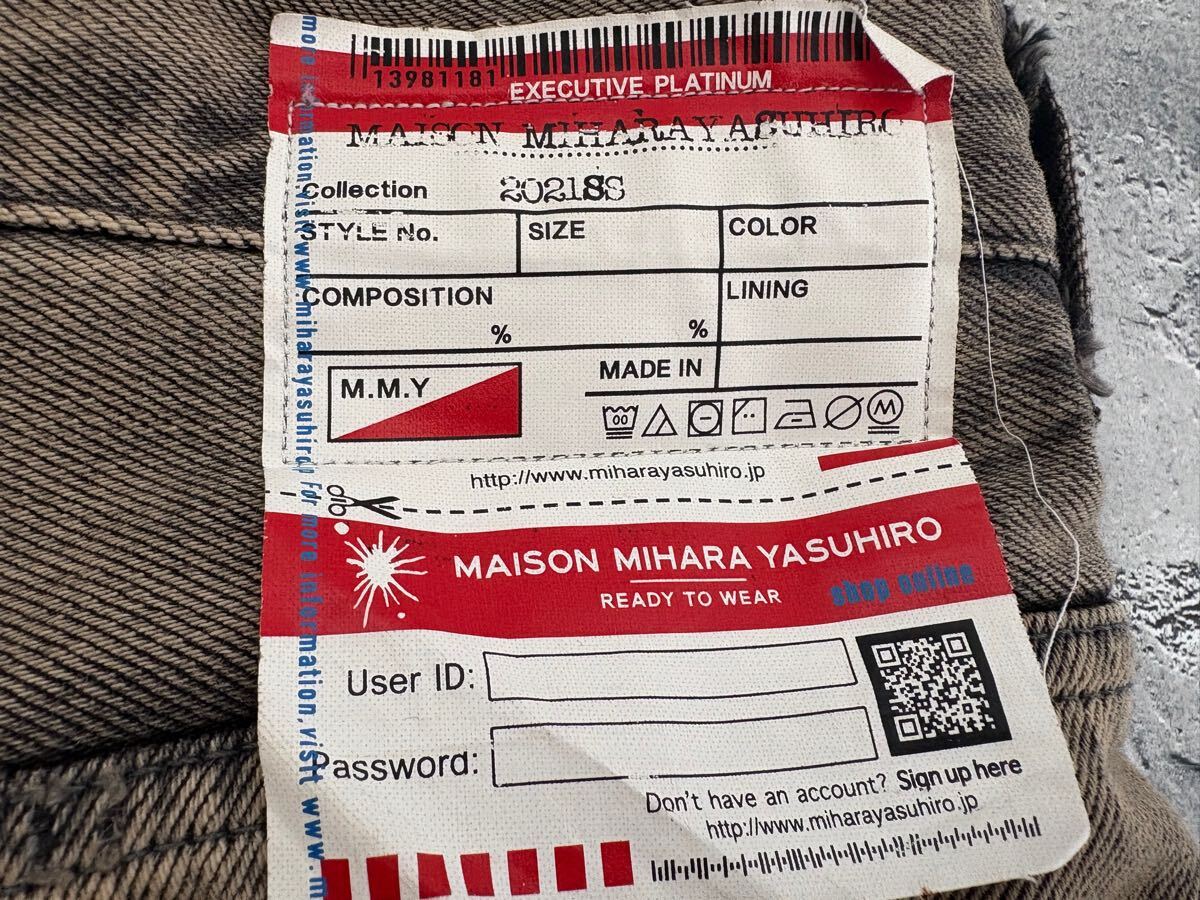 13981181
EXECUTIVE PLATINUM
MAISON MIHARAYASUHIRO
Collection 2021SS
STYLE No. SIZE COLOR
COMPOSITION LINING
% %
MADE IN
M.M.Y
http://www.miharayasuhiro.jp
MAISON MIHARA YASUHIRO
READY TO WEAR
shop online
User ID:
Password:
Don't have an account? Sign up here
http://www.miharayasuhiro.jp
more information, visit www.miharayasuhiro.jp for more information, visit www.m